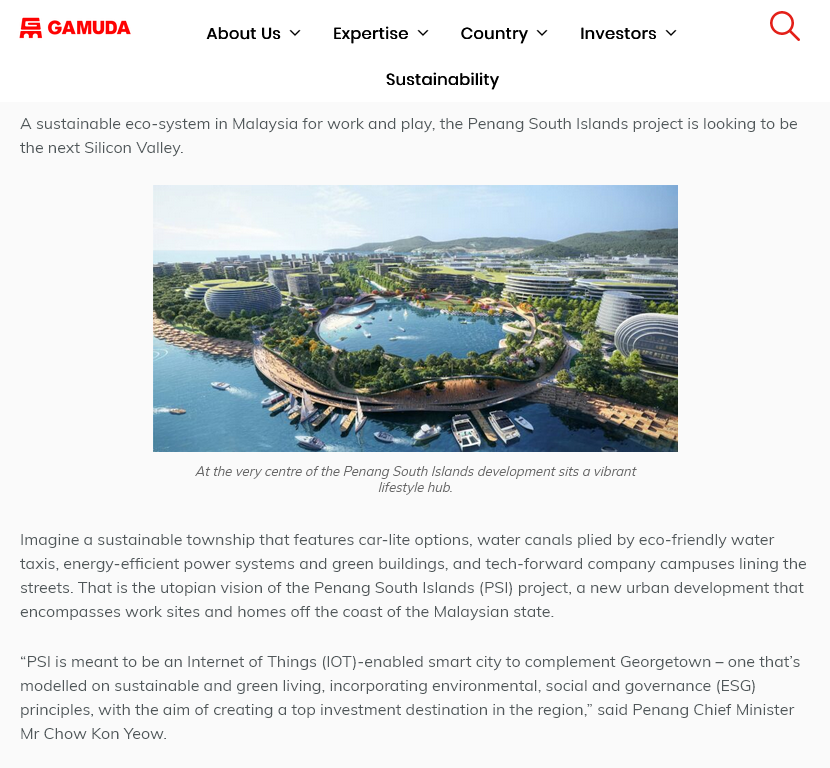 GAMUDA
About Us
Expertise
Country
Investors
Sustainability
A sustainable eco-system in Malaysia for work and play, the Penang South Islands project is looking to be
the next Silicon Valley.
At the very centre of the Penang South Islands development sits a vibrant
lifestyle hub.
Imagine a sustainable township that features car-lite options, water canals plied by eco-friendly water
taxis, energy-efficient power systems and green buildings, and tech-forward company campuses lining the
streets. That is the utopian vision of the Penang South Islands (PSI) project, a new urban development that
encompasses work sites and homes off the coast of the Malaysian state.
“PSI is meant to be an Internet of Things (IOT)-enabled smart city to complement Georgetown – one that’s
modelled on sustainable and green living, incorporating environmental, social and governance (ESG)
principles, with the aim of creating a top investment destination in the region,” said Penang Chief Minister
Mr Chow Kon Yeow.